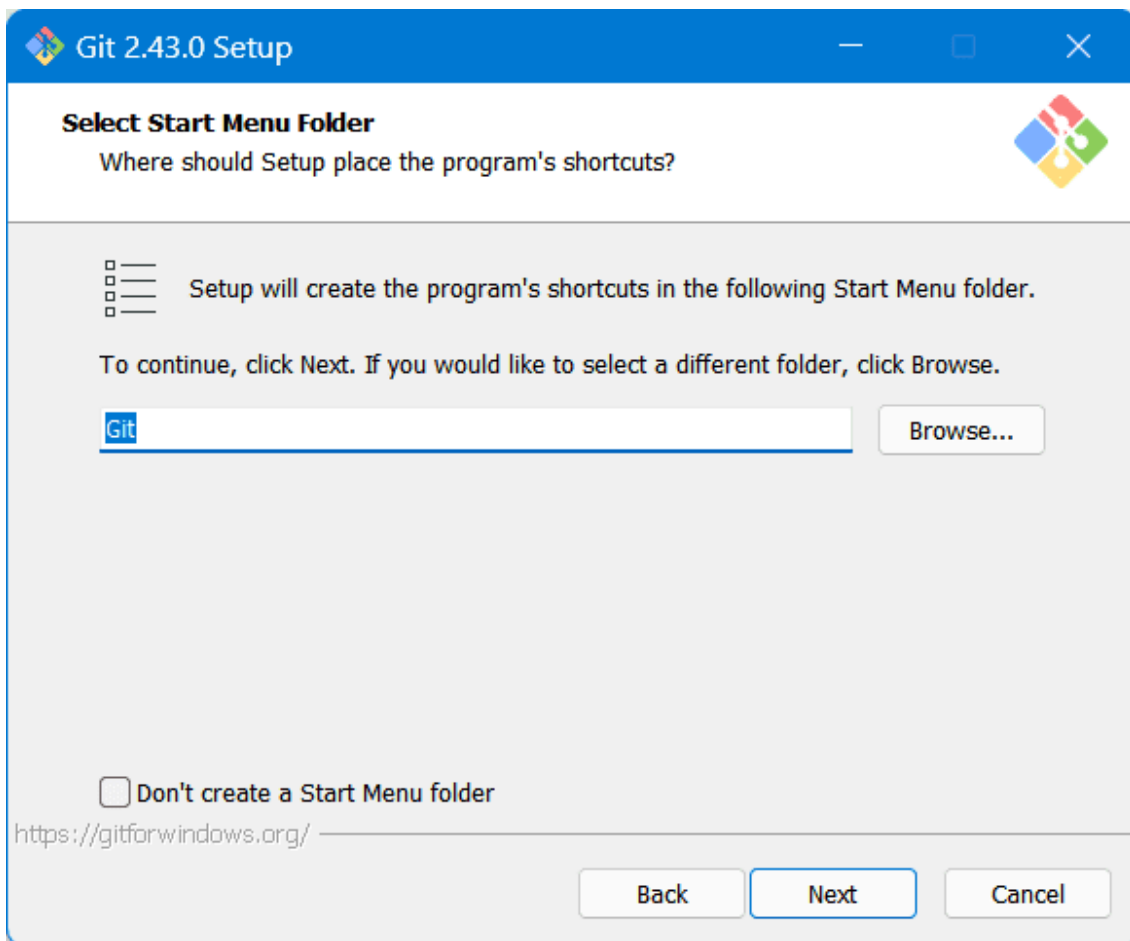 Git 2.43.0 Setup
Select Start Menu Folder
Where should Setup place the program's shortcuts?
Setup will create the program's shortcuts in the following Start Menu folder.
To continue, click Next. If you would like to select a different folder, click Browse.
Git
Browse...
Don't create a Start Menu folder
https://gitforwindows.org/
Back
Next
Cancel